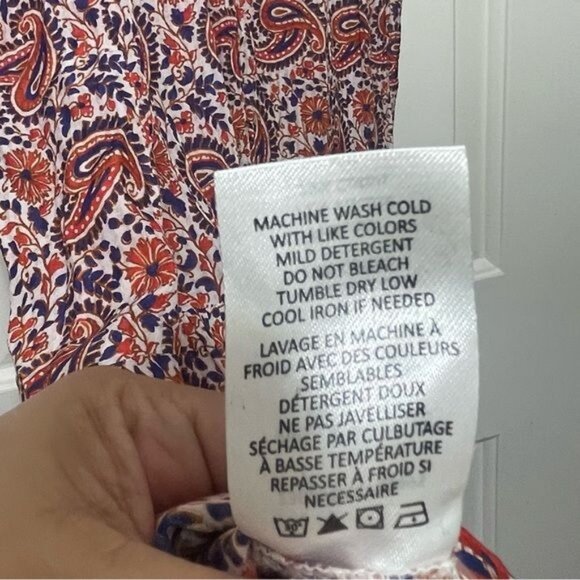 MACHINE WASH COLD
WITH LIKE COLORS
MILD DETERGENT
DO NOT BLEACH
TUMBLE DRY LOW
COOL IRON IF NEEDED
LAVAGE EN MACHINE À
FROID AVEC DES COULEURS
SEMBLABLES
DÉTERGENT DOUX
NE PAS JAVELLISER
SÉCHAGE PAR CULBUTAGE
À BASSE TEMPÉRATURE
REPASSER À FROID SI
NECESSAIRE